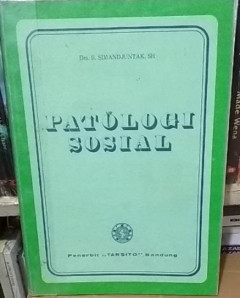 Drs. B. SIMANDJUNTAK, SH
PATOLOGI
SOSIAL
Penerbit „TARSITO" Bandung